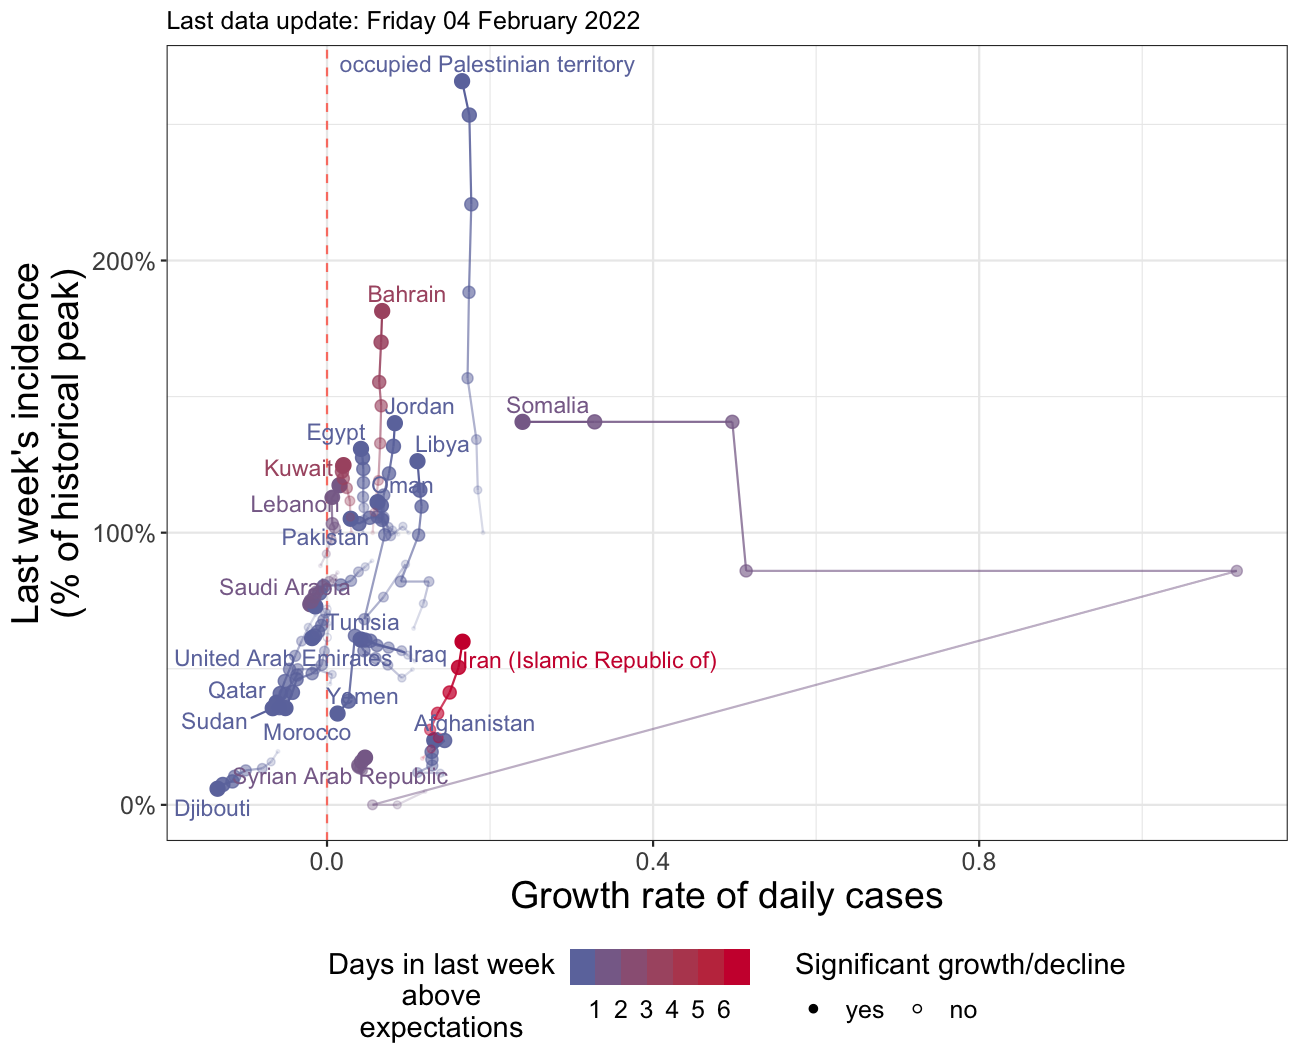 Last data update: Friday 04 February 2022
Last week's incidence
(% of historical peak)
200%
100%
0%
occupied Palestinian territory
Bahrain
Jordan
Somalia
Egypt
Libya
Kuwait
Oman
Lebanon
Pakistan
Saudi Arabia
Tunisia
United Arab Emirates
Iraq
Iran (Islamic Republic of)
Qatar
Yemen
Sudan
Afghanistan
Morocco
Syrian Arab Republic
Djibouti
0.0
0.4
0.8
Growth rate of daily cases
Days in last week
above
expectations
1 2 3 4 5 6
Significant growth/decline
yes
no